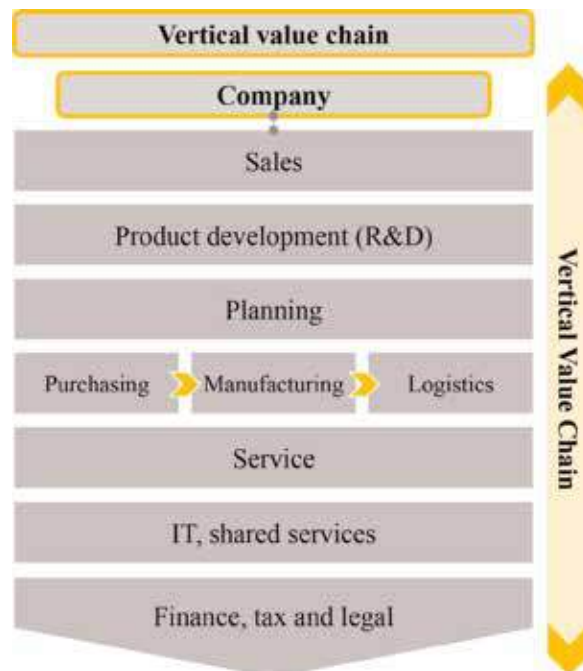 Vertical value chain
Company
Sales
Product development (R&D)
Planning
Purchasing
Manufacturing
Logistics
Service
IT, shared services
Finance, tax and legal
Vertical Value Chain